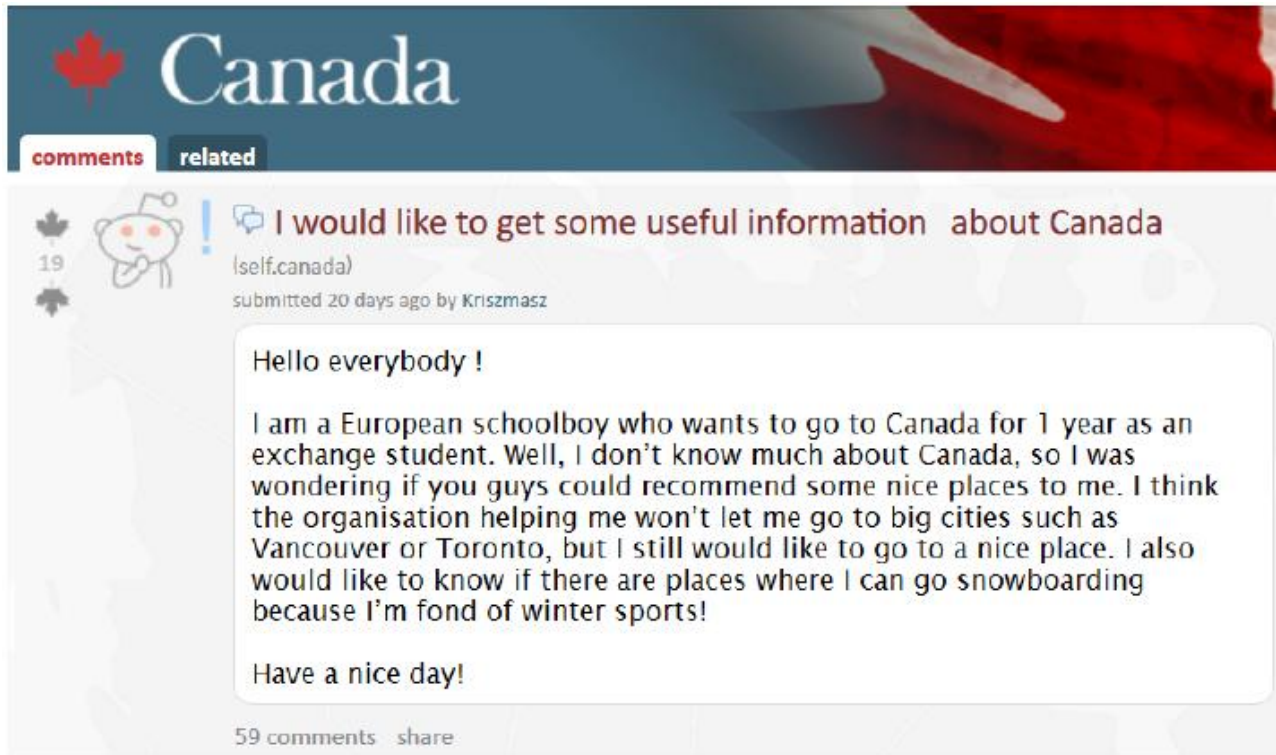 Canada
comments related
19
I would like to get some useful information about Canada
(self.canada)
submitted 20 days ago by Kriszmasz
Hello everybody !
I am a European schoolboy who wants to go to Canada for 1 year as an
exchange student. Well, I don't know much about Canada, so I was
wondering if you guys could recommend some nice places to me. I think
the organisation helping me won't let me go to big cities such as
Vancouver or Toronto, but I still would like to go to a nice place. I also
would like to know if there are places where I can go snowboarding
because I'm fond of winter sports!
Have a nice day!
59 comments share